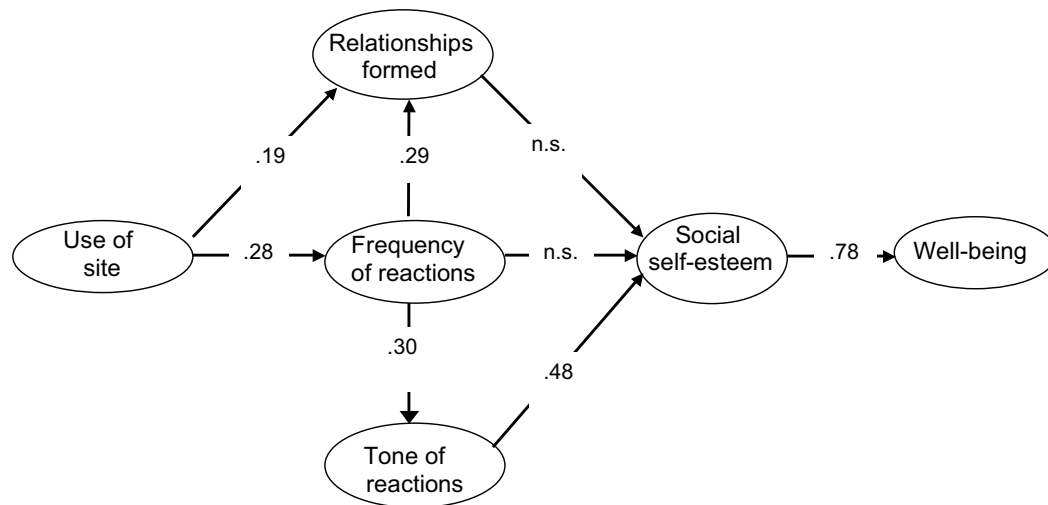 Relationships
formed
.19
.29
n.s.
Use of
site
.28
Frequency
of reactions
n.s.
Social
self-esteem
.78
Well-being
.30
.48
Tone of
reactions